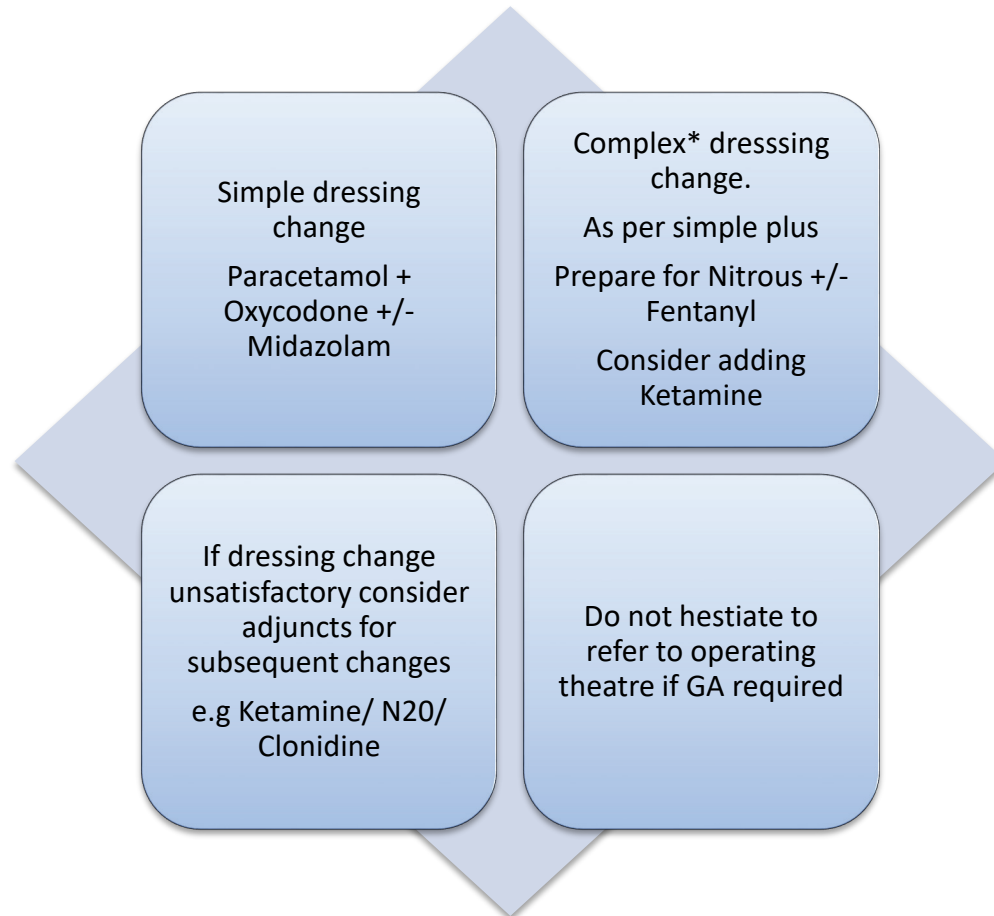 Simple dressing
change
Paracetamol +
Oxycodone +/-
Midazolam
Complex* dresssing
change.
As per simple plus
Prepare for Nitrous +/-
Fentanyl
Consider adding
Ketamine
If dressing change
unsatisfactory consider
adjuncts for
subsequent changes
e.g Ketamine/ N20/
Clonidine
Do not hestiate to
refer to operating
theatre if GA required